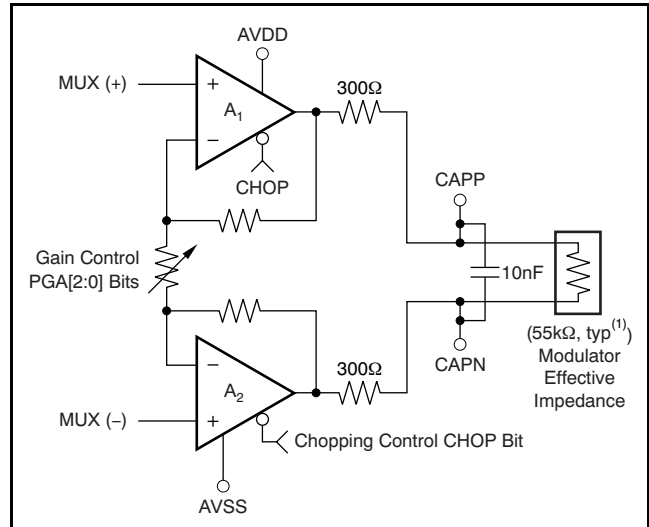 AVDD
MUX (+)
+
A1
−
300Ω
CHOP
CAPP
Gain Control
PGA[2:0] Bits
10nF
(55kΩ, typ(1))
Modulator
Effective
Impedance
CAPN
−
A2
+
300Ω
MUX (−)
Chopping Control CHOP Bit
AVSS